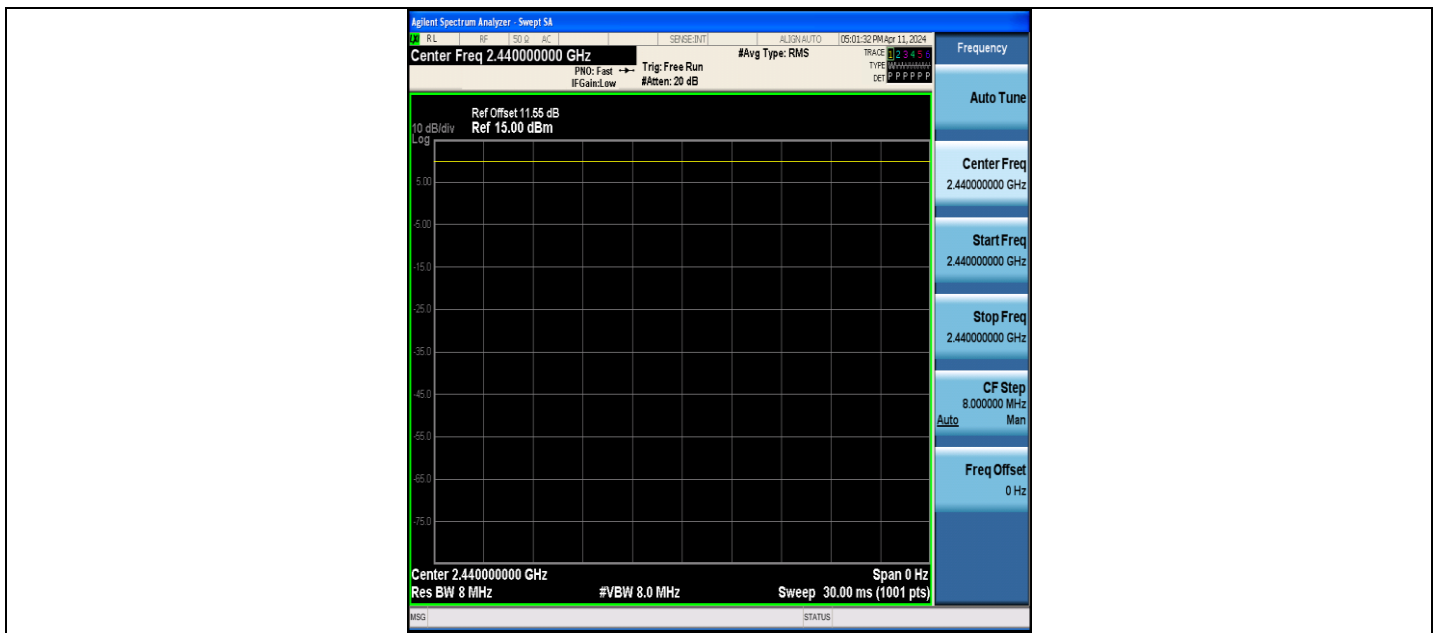 Agilent Spectrum Analyzer - Swept SA
RL RF 50 Ω AC SENSE:INT ALIGN AUTO 05:01:32 PM Apr 11, 2024
Center Freq 2.440000000 GHz
PNO: Fast
IFGain:Low
Trig: Free Run
#Atten: 20 dB
#Avg Type: RMS
TRACE 1 2 3 4 5 6
TYPE
DET P P P P P P
Ref Offset 11.55 dB
10 dB/div Ref 15.00 dBm
Log
5.00
-5.00
-15.0
-25.0
-35.0
-45.0
-55.0
-65.0
-75.0
Center 2.440000000 GHz Span 0 Hz
Res BW 8 MHz #VBW 8.0 MHz Sweep 30.00 ms (1001 pts)
MSG STATUS
Frequency
Auto Tune
Center Freq
2.440000000 GHz
Start Freq
2.440000000 GHz
Stop Freq
2.440000000 GHz
CF Step
8.000000 MHz
Auto Man
Freq Offset
0 Hz